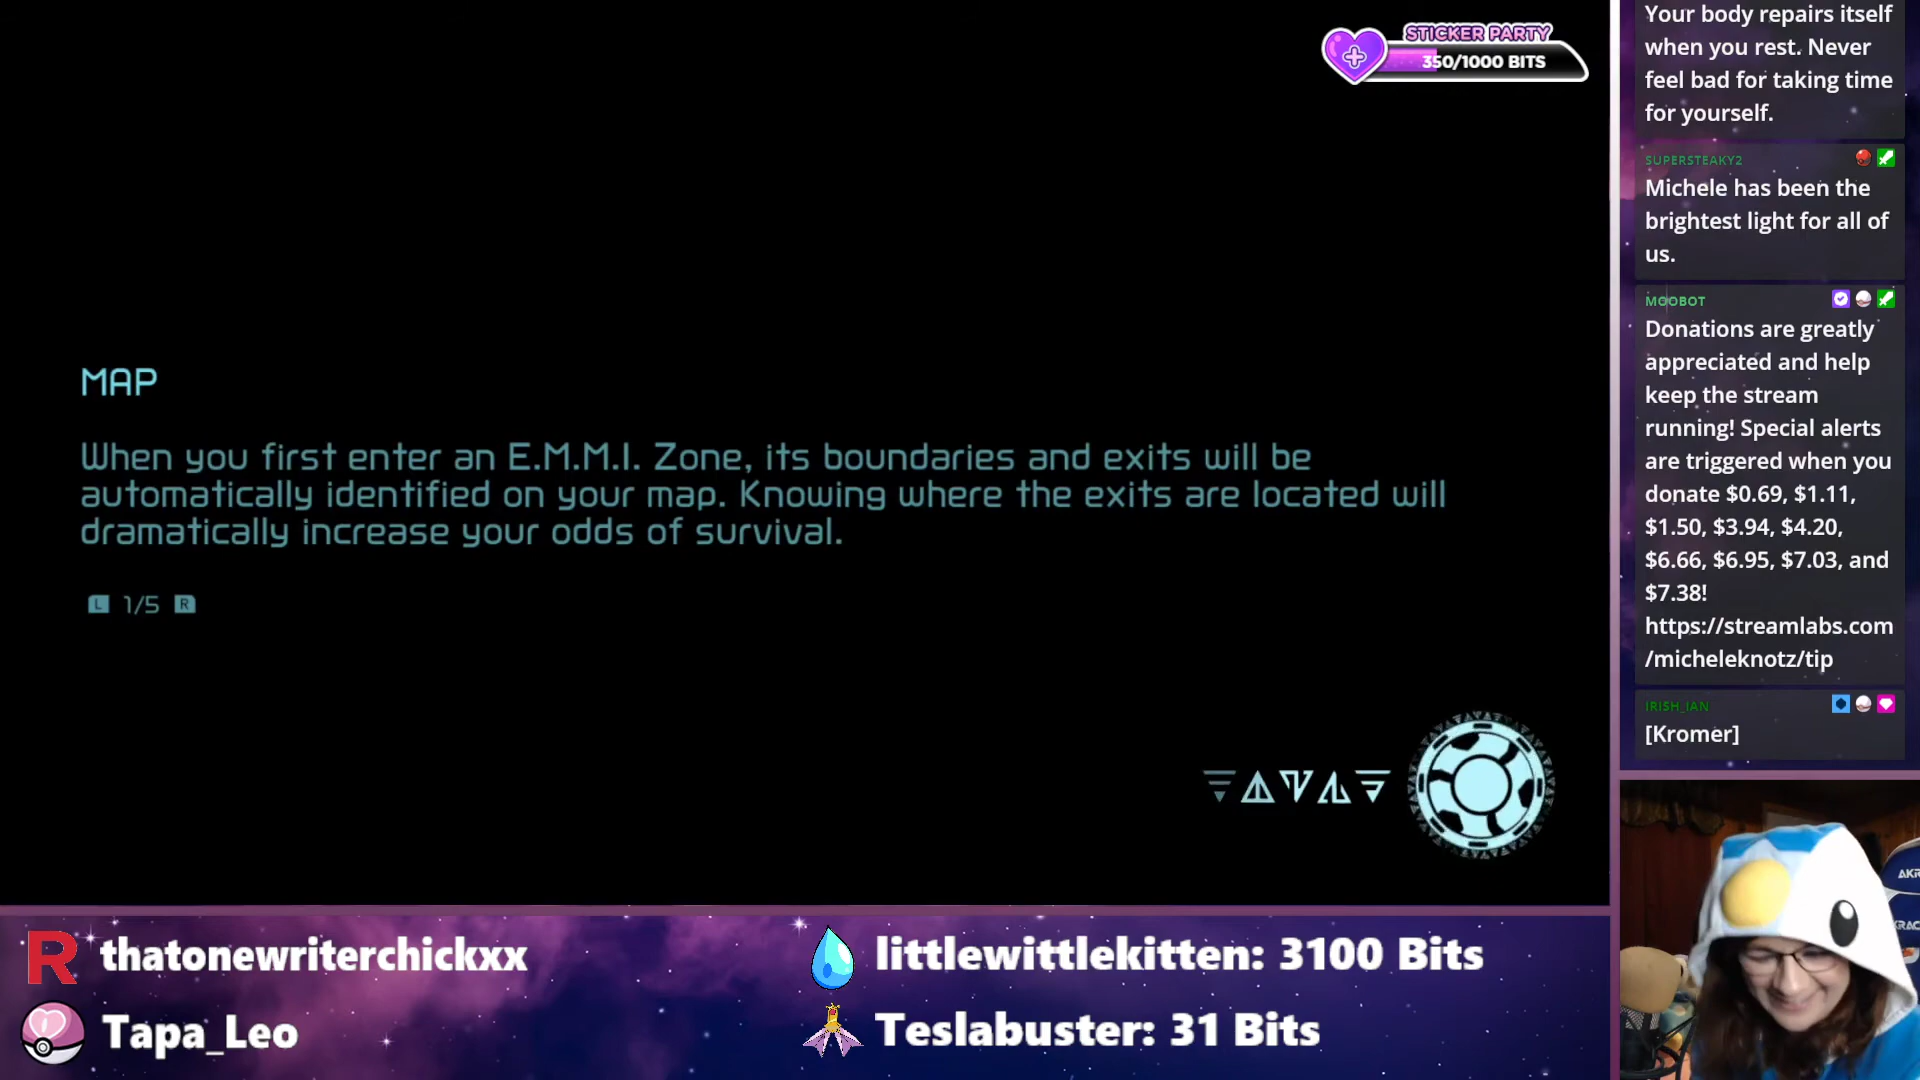 STICKER PARTY
350/1000 BITS
MAP
When you first enter an E.M.M.I. Zone, its boundaries and exits will be
automatically identified on your map. Knowing where the exits are located will
dramatically increase your odds of survival.
L 1/5 R
Your body repairs itself
when you rest. Never
feel bad for taking time
for yourself.
SUPERSTEAKY2
Michele has been the
brightest light for all of
us.
MOOBOT
Donations are greatly
appreciated and help
keep the stream
running! Special alerts
are triggered when you
donate $0.69, $1.11,
$1.50, $3.94, $4.20,
$6.66, $6.95, $7.03, and
$7.38!
https://streamlabs.com
/micheleknotz/tip
IRISH_IAN
[Kromer]
R thatonewriterchickxx
Tapa_Leo
littlewittlekitten: 3100 Bits
Teslabuster: 31 Bits